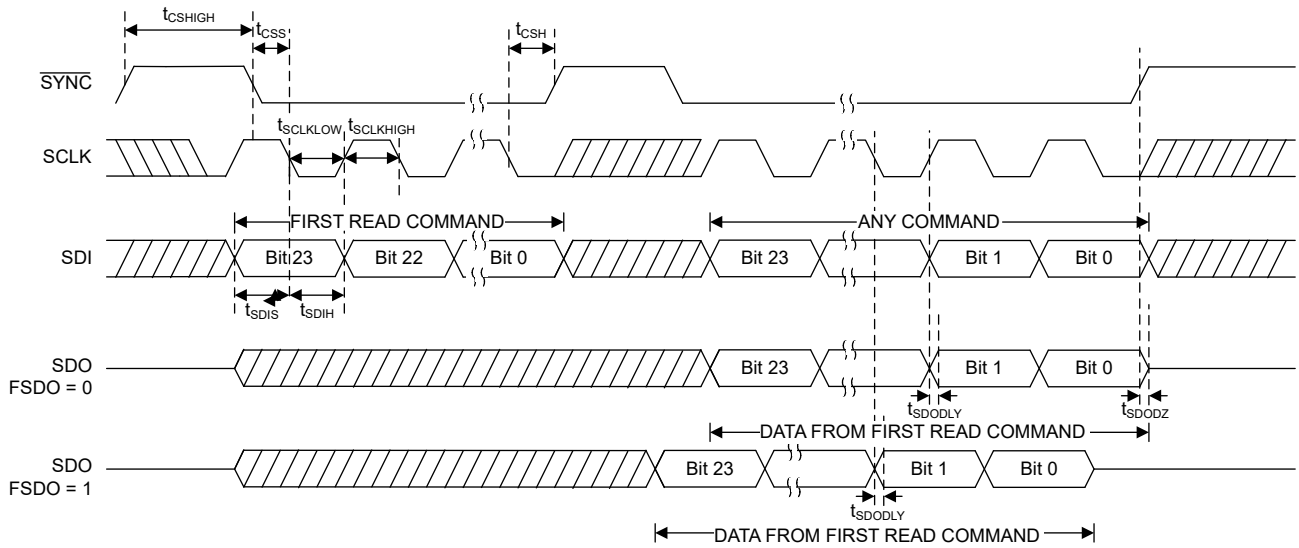 tCSHIGH
tCSS
tCSH
SYNC
tSCLKLOW
tSCLKHIGH
SCLK
FIRST READ COMMAND
ANY COMMAND
SDI
Bit 23
Bit 22
Bit 0
Bit 23
Bit 1
Bit 0
tSDIS
tSDIH
SDO
FSDO = 0
Bit 23
Bit 1
Bit 0
tSDODLY
tSDODZ
DATA FROM FIRST READ COMMAND
SDO
FSDO = 1
Bit 23
Bit 1
Bit 0
tSDODLY
DATA FROM FIRST READ COMMAND